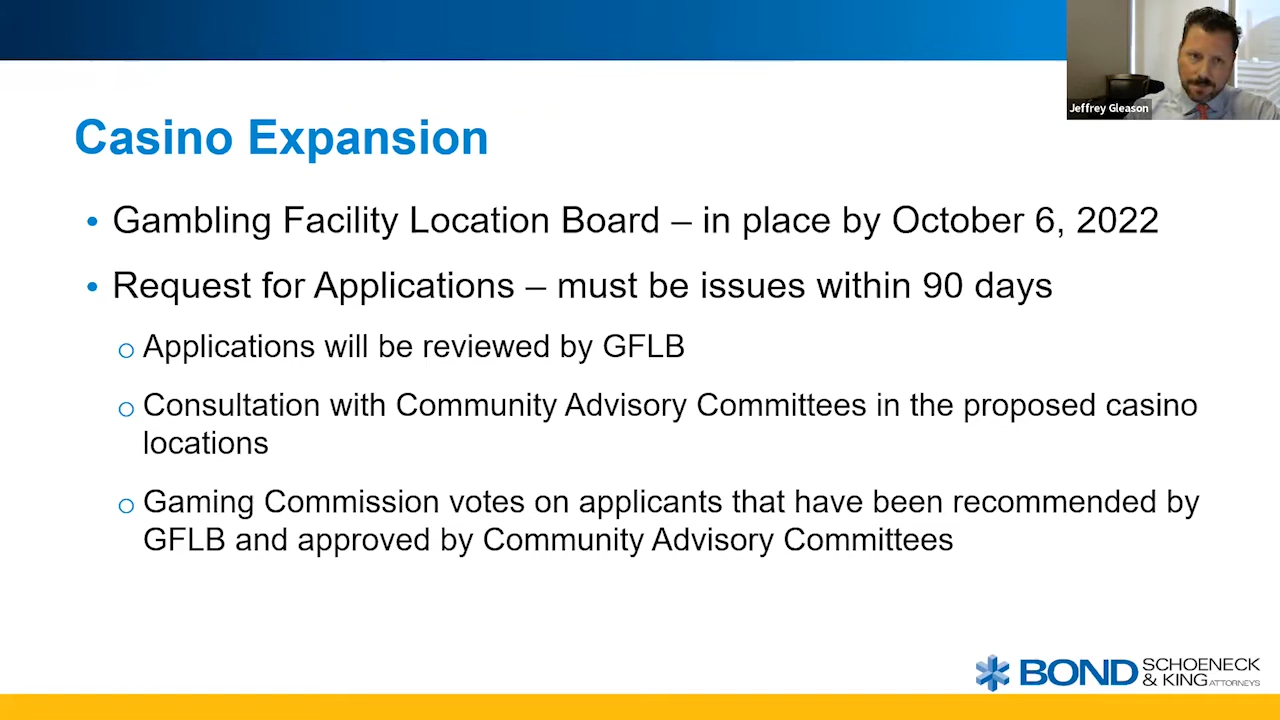 Jeffrey Gleason
Casino Expansion
• Gambling Facility Location Board – in place by October 6, 2022
• Request for Applications – must be issues within 90 days
o Applications will be reviewed by GFLB
o Consultation with Community Advisory Committees in the proposed casino
locations
o Gaming Commission votes on applicants that have been recommended by
GFLB and approved by Community Advisory Committees
BOND SCHOENECK
& KING ATTORNEYS